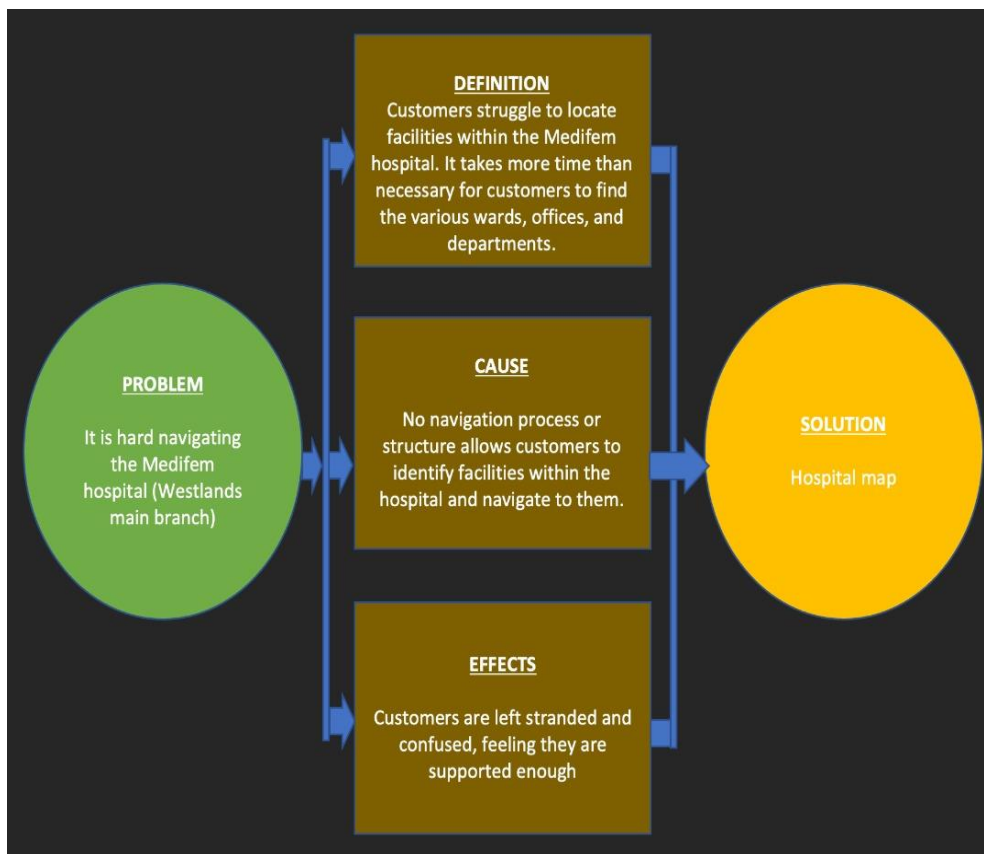 PROBLEM
It is hard navigating
the Medifem
hospital (Westlands
main branch)
DEFINITION
Customers struggle to locate
facilities within the Medifem
hospital. It takes more time than
necessary for customers to find
the various wards, offices, and
departments.
CAUSE
No navigation process or
structure allows customers to
identify facilities within the
hospital and navigate to them.
EFFECTS
Customers are left stranded and
confused, feeling they are
supported enough
SOLUTION
Hospital map